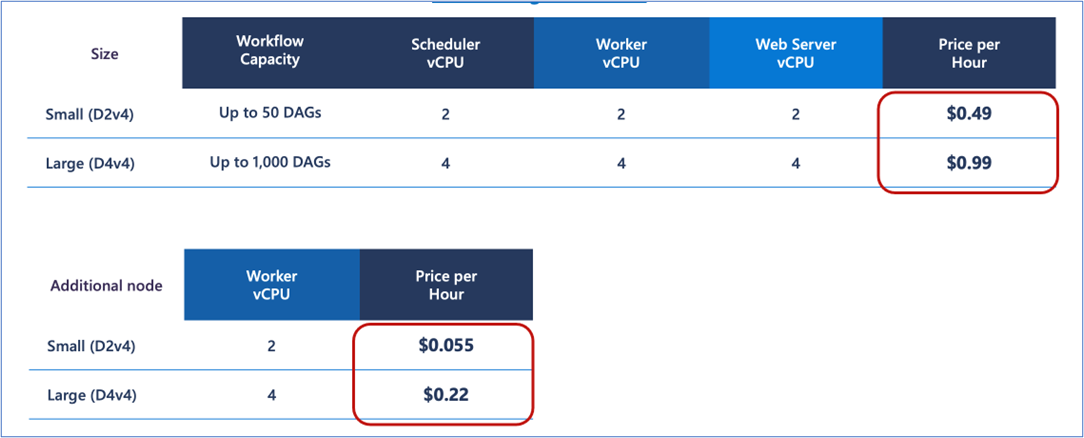 Size
Workflow
Capacity
Scheduler
vCPU
Worker
vCPU
Web Server
vCPU
Price per
Hour
Small (D2v4)
Up to 50 DAGs
2
2
2
$0.49
Large (D4v4)
Up to 1,000 DAGs
4
4
4
$0.99
Additional node
Worker
vCPU
Price per
Hour
Small (D2v4)
2
$0.055
Large (D4v4)
4
$0.22